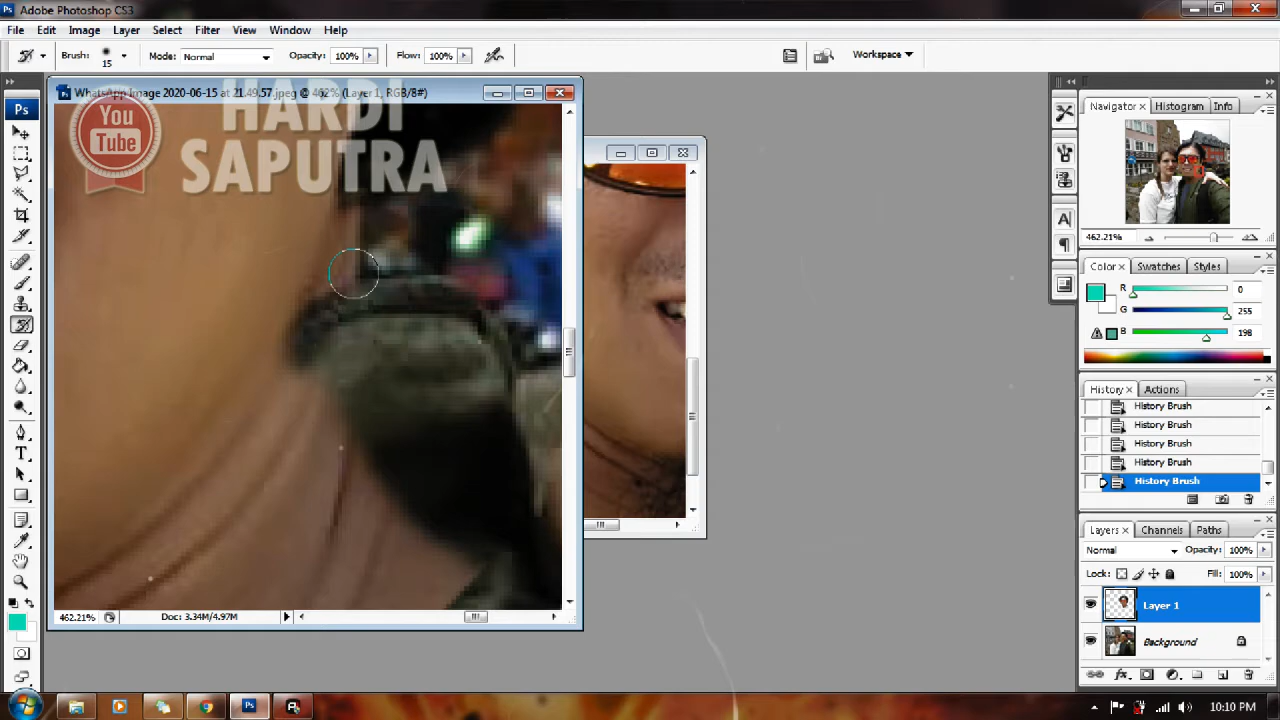 Ps Adobe Photoshop CS3
File Edit Image Layer Select Filter View Window Help
Brush: 15 Mode: Normal Opacity: 100% Flow: 100% Workspace
WhatsApp Image 2020-06-15 at 21.49.57.jpeg @ 462% (Layer 1, RGB/8#)
You
Tube
HARDI
SAPUTRA
Ps
Navigator × Histogram Info
462.21%
Color × Swatches Styles
R 0
G 255
B 198
History × Actions
History Brush
History Brush
History Brush
History Brush
History Brush
Layers × Channels Paths
Normal Opacity: 100%
Lock: Fill: 100%
Layer 1
Background
462.21% Doc: 3.34M/4.97M
10:10 PM